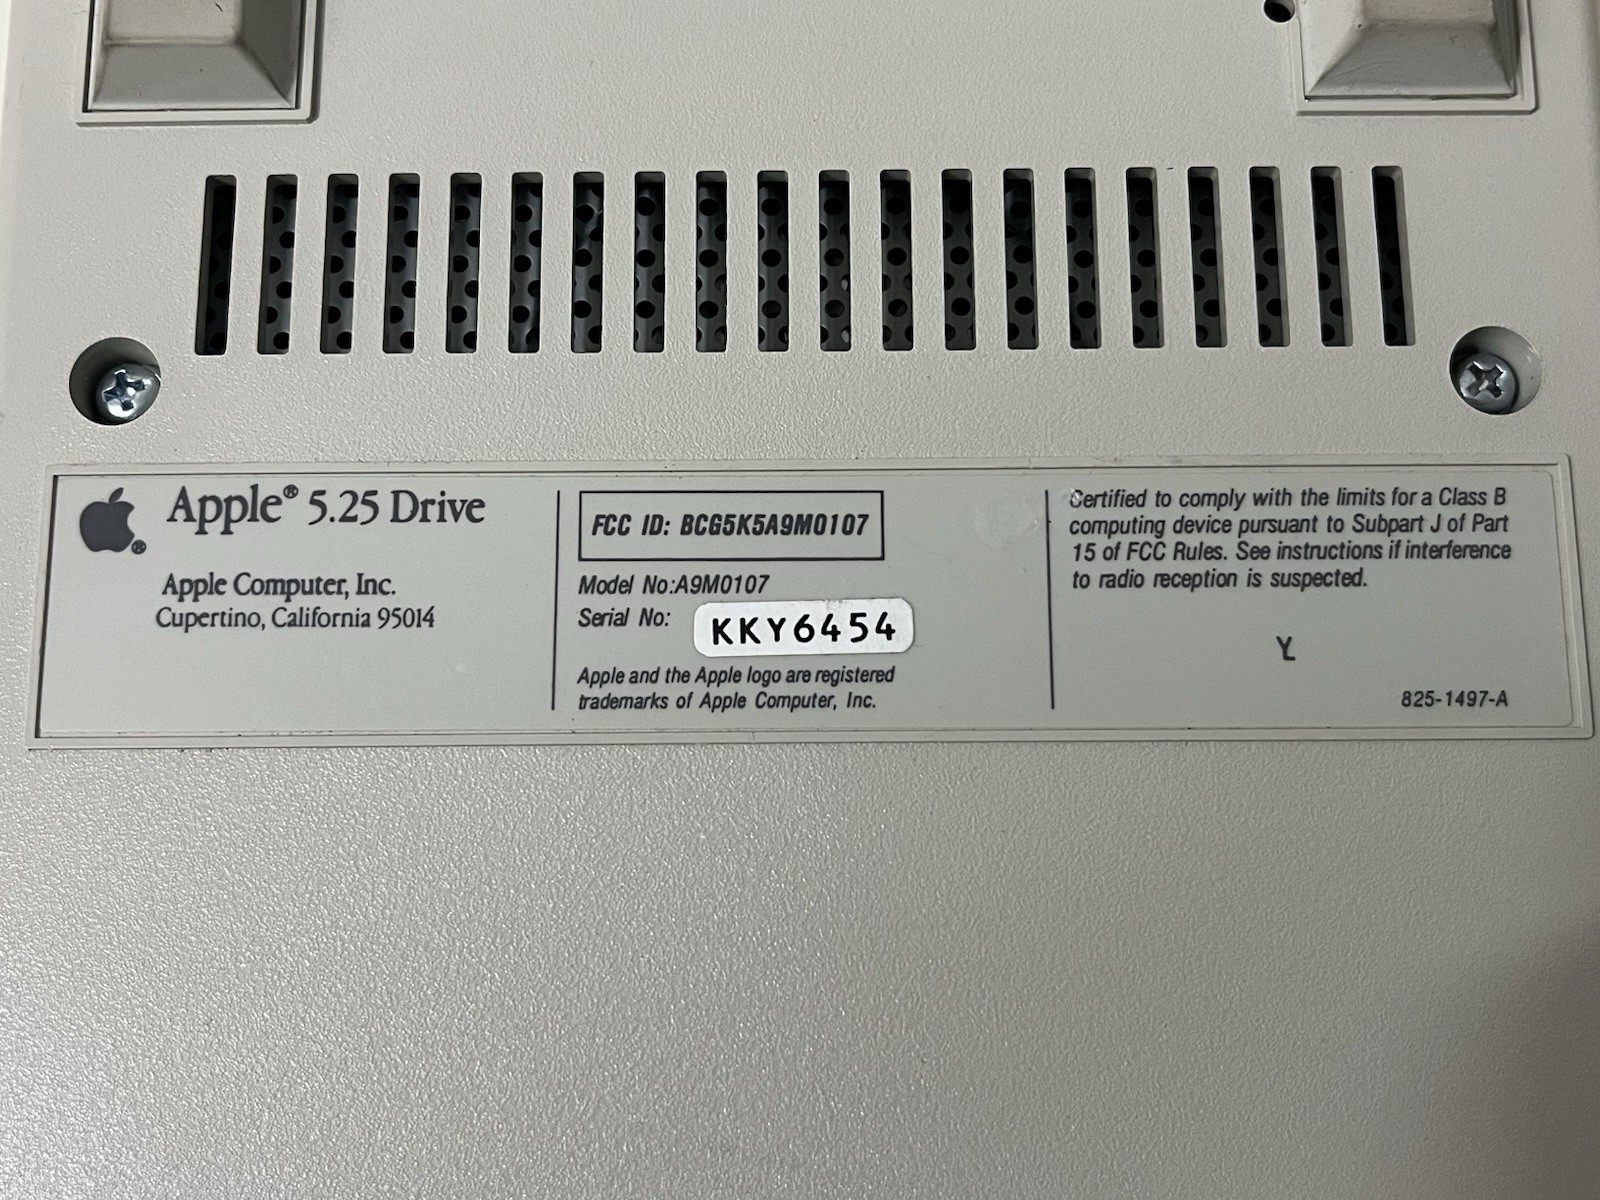 Apple® 5.25 Drive
®
Apple Computer, Inc.
Cupertino, California 95014
FCC ID: BCG5K5A9M0107
Model No:A9M0107
Serial No: KKY6454
Apple and the Apple logo are registered
trademarks of Apple Computer, Inc.
Certified to comply with the limits for a Class B
computing device pursuant to Subpart J of Part
15 of FCC Rules. See instructions if interference
to radio reception is suspected.
Y
825-1497-A